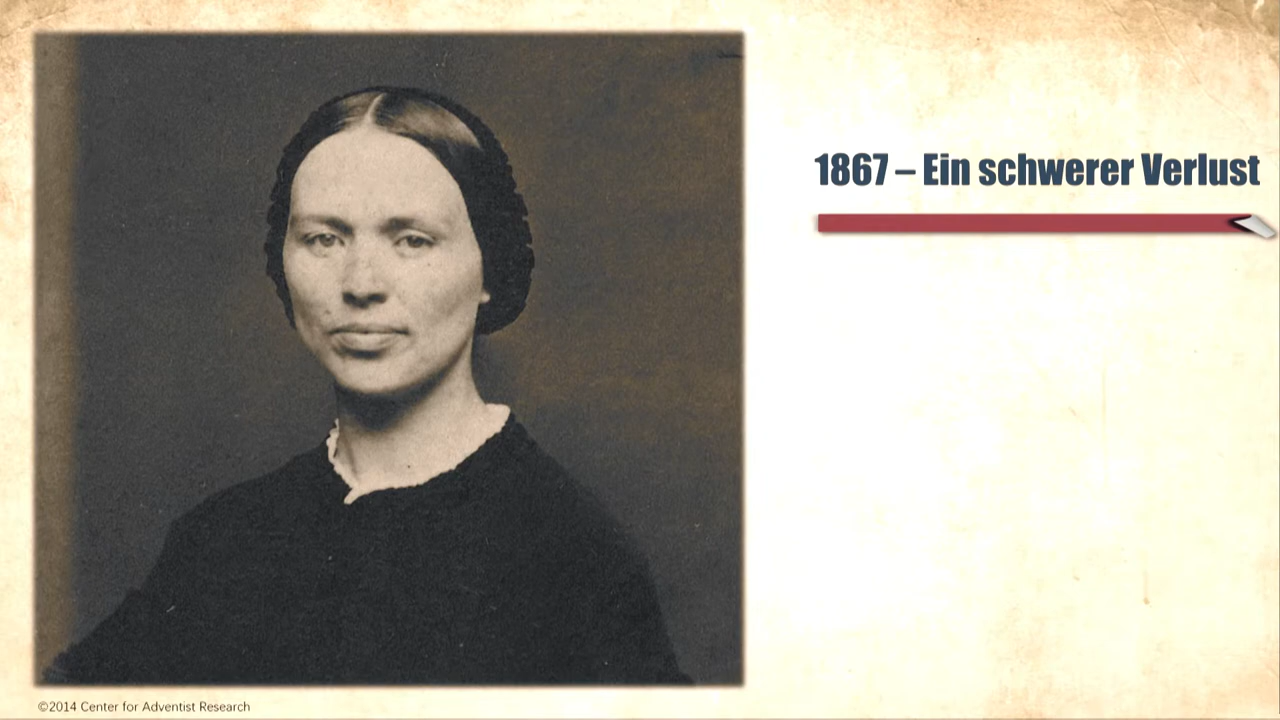 1867 – Ein schwerer Verlust
©2014 Center for Adventist Research